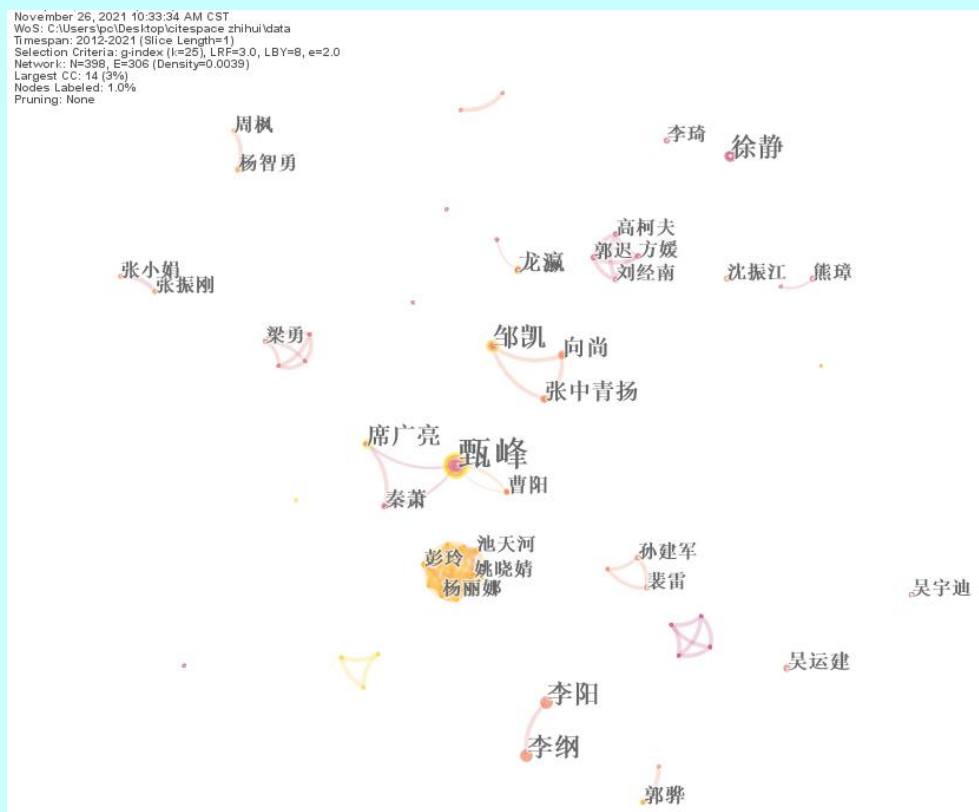 November 26, 2021 10:33:34 AM CST
WoS: C:\Users\pc\Desktop\citespace zhihui\data
Timespan: 2012-2021 (Slice Length=1)
Selection Criteria: g-index (k=25), LRF=3.0, LBY=8, e=2.0
Network: N=398, E=306 (Density=0.0039)
Largest CC: 14 (3%)
Nodes Labeled: 1.0%
Pruning: None
周枫
杨智勇
李琦
徐静
高柯夫
郭迟 方媛
刘经南
龙瀛
沈振江
熊璋
张小娟
张振刚
梁勇
邹凯
向尚
张中青扬
席广亮
甄峰
曹阳
秦萧
彭玲
池天河
姚晓婧
杨丽娜
孙建军
裴雷
吴宇迪
吴运建
李阳
李纲
郭骅